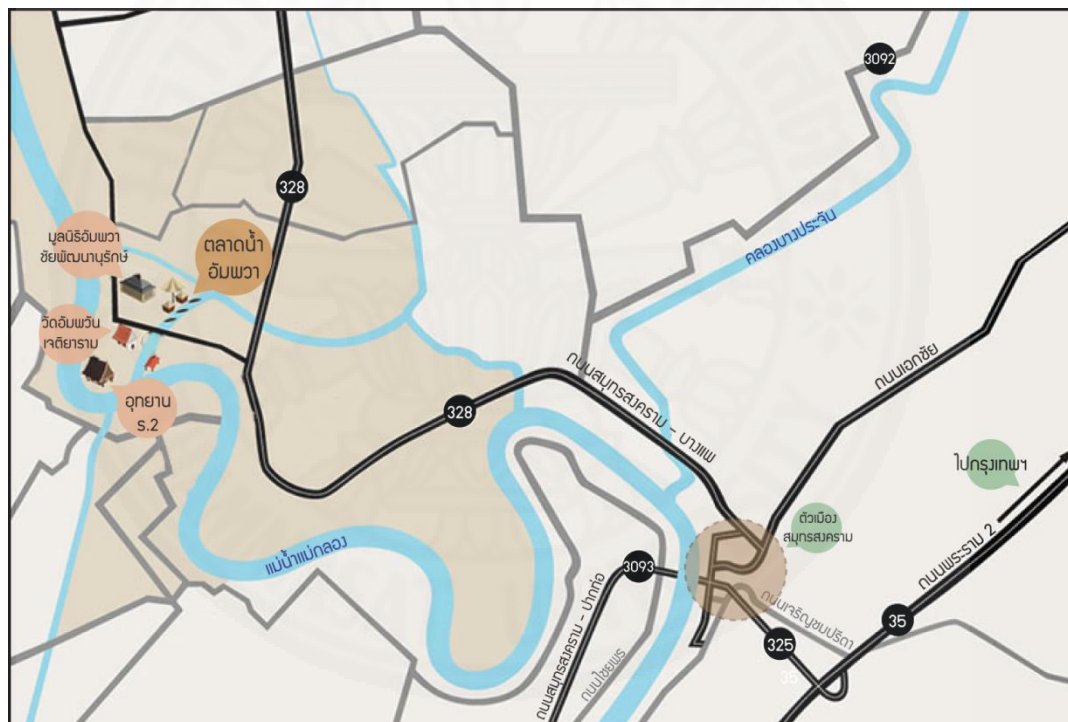 3092
328
มูลนิธิอัมพวา
ชัยพัฒนานุรักษ์
ตลาดน้ำ
อัมพวา
คลองบางประจัน
วัดอัมพวัน
เจติยาราม
อุทยาน
ร.2
328
ถนนสมุทรสงคราม - บางแพ
ถนนเอกชัย
ไปกรุงเทพฯ
ตัวเมือง
สมุทรสงคราม
แม่น้ำแม่กลอง
3093
ถนนพระราม 2
ถนนเจริญชมปรีดา
35
325
35
ถนนสมุทรสงคราม - ปากท่อ
ถนนไชยพร